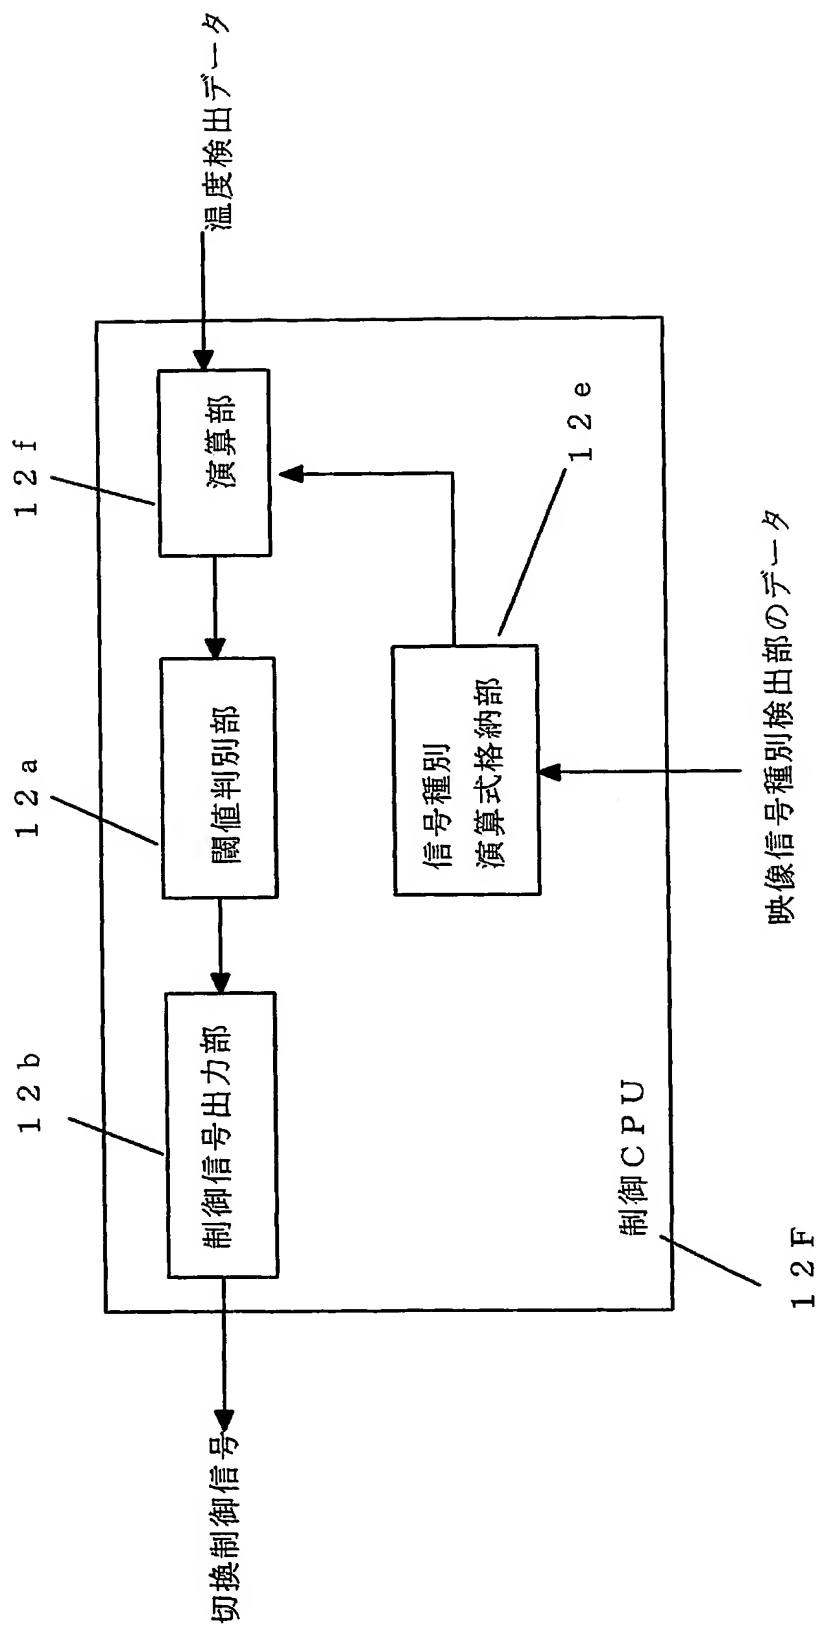 12b
12a
12f
切換制御信号
制御信号出力部
閾値判別部
演算部
温度検出データ
信号種別
演算式格納部
12e
制御CPU
12F
映像信号種別検出部のデータ